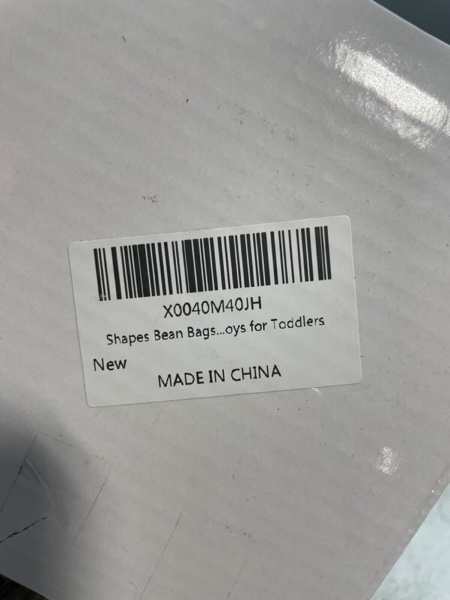 X0040M40JH
Shapes Bean Bags...oys for Toddlers
New
MADE IN CHINA